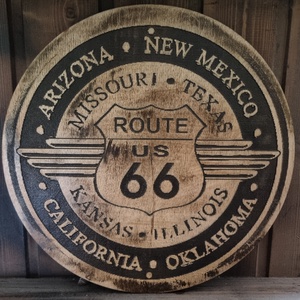 ARIZONA • NEW MEXICO
MISSOURI • TEXAS
ROUTE
US
66
KANSAS • ILLINOIS
CALIFORNIA • OKLAHOMA